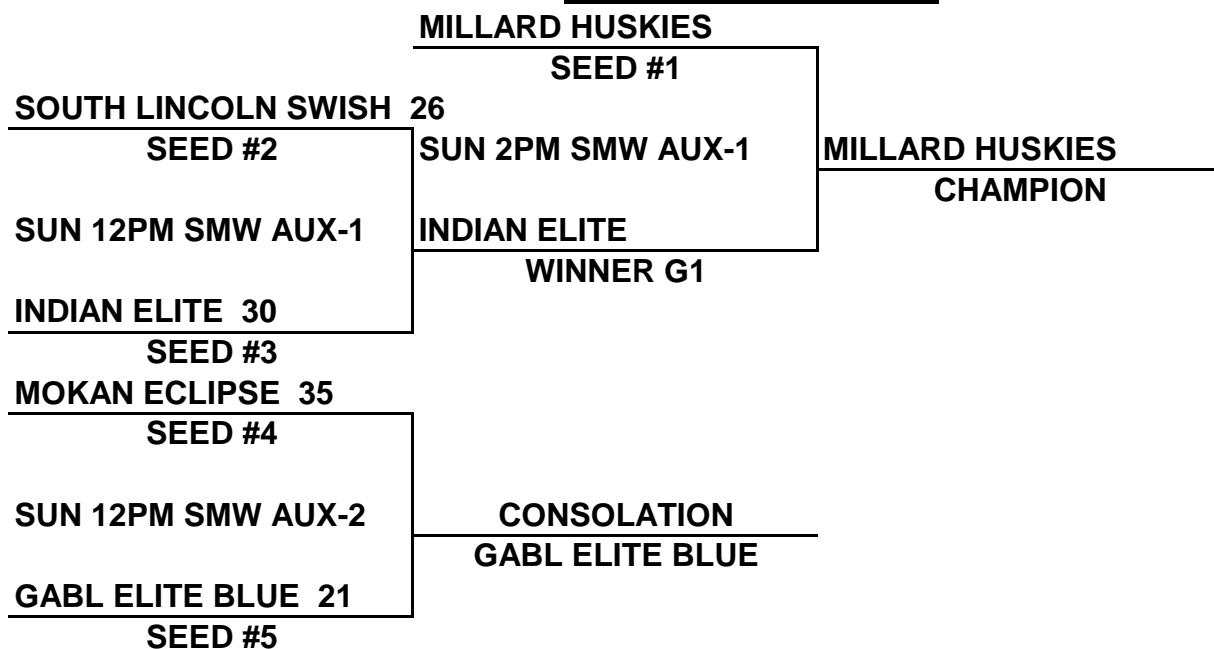 MILLARD HUSKIES
SEED #1
SOUTH LINCOLN SWISH 26
SEED #2
SUN 2PM SMW AUX-1
MILLARD HUSKIES
CHAMPION
SUN 12PM SMW AUX-1
INDIAN ELITE
WINNER G1
INDIAN ELITE 30
SEED #3
MOKAN ECLIPSE 35
SEED #4
SUN 12PM SMW AUX-2
CONSOLATION
GABL ELITE BLUE
GABL ELITE BLUE 21
SEED #5